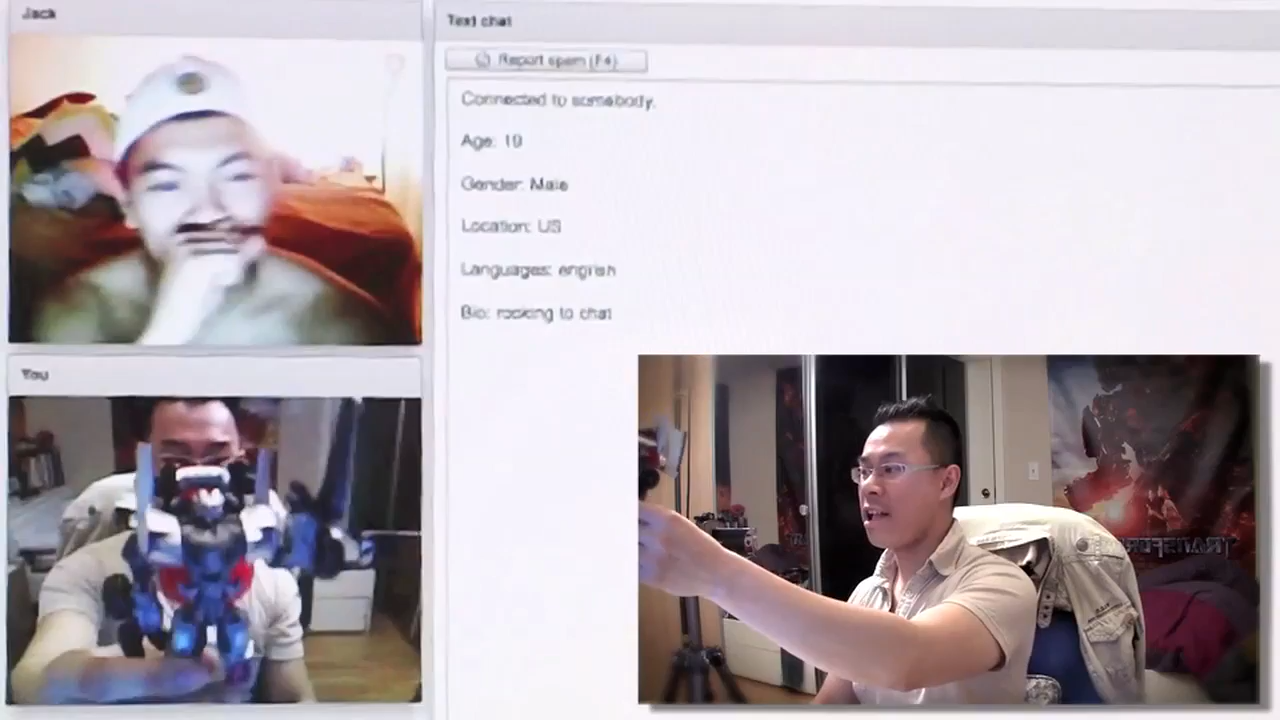 Jack
Text chat
Report spam (F4)
Connected to somebody.
Age: 19
Gender: Male
Location: US
Languages: english
Bio: rocking to chat
You